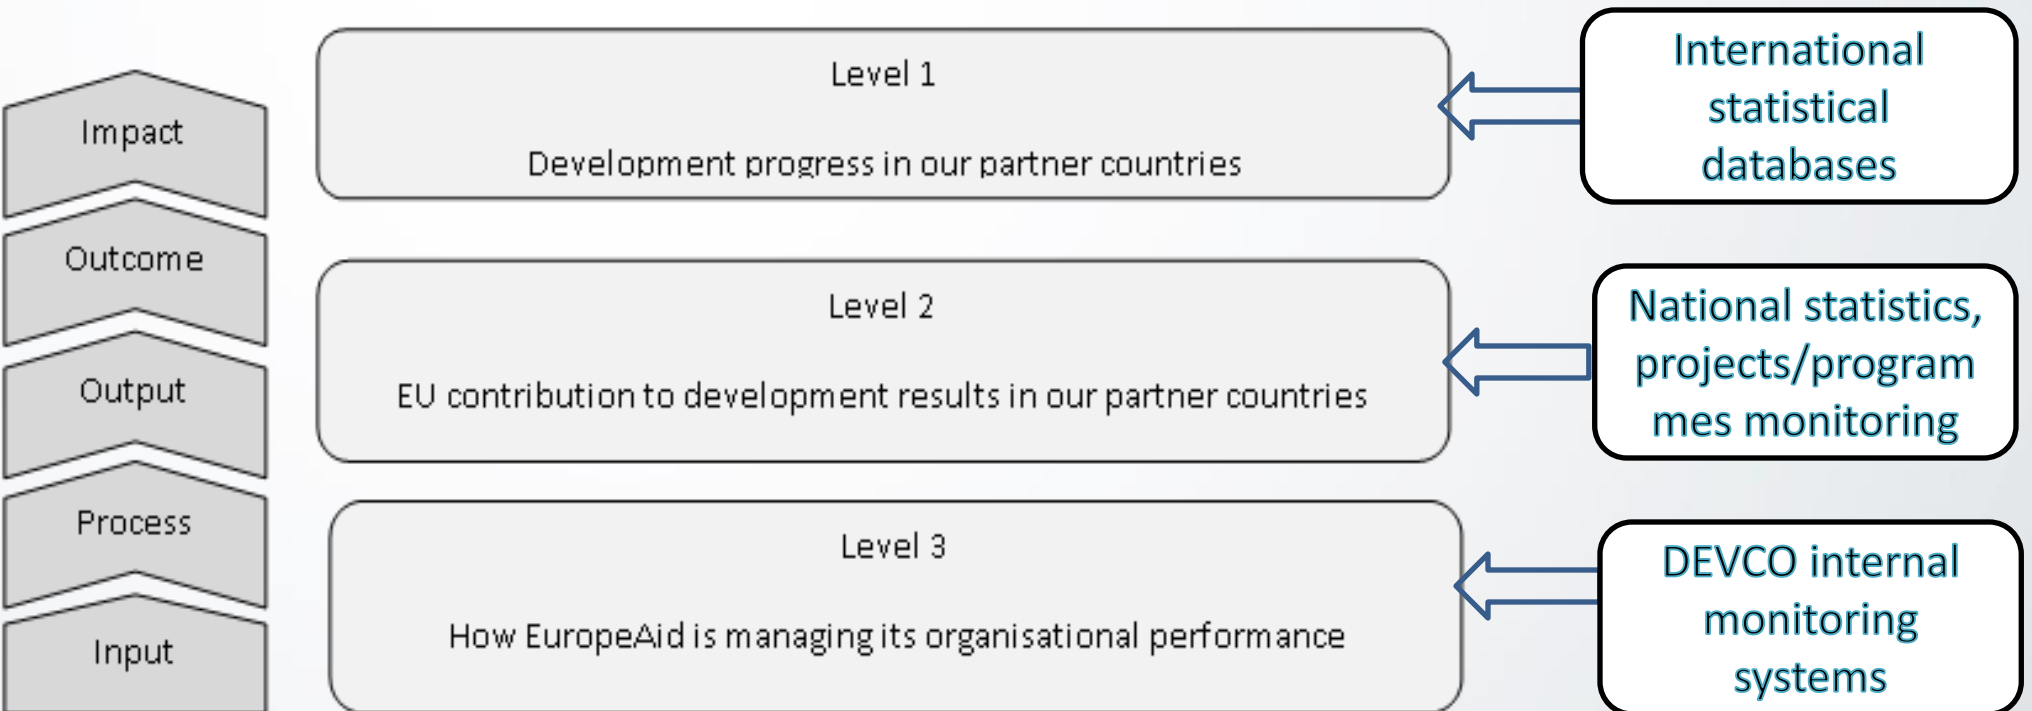 Impact
Outcome
Output
Process
Input
Level 1
Development progress in our partner countries
Level 2
EU contribution to development results in our partner countries
Level 3
How EuropeAid is managing its organisational performance
International
statistical
databases
National statistics,
projects/program
mes monitoring
DEVCO internal
monitoring
systems